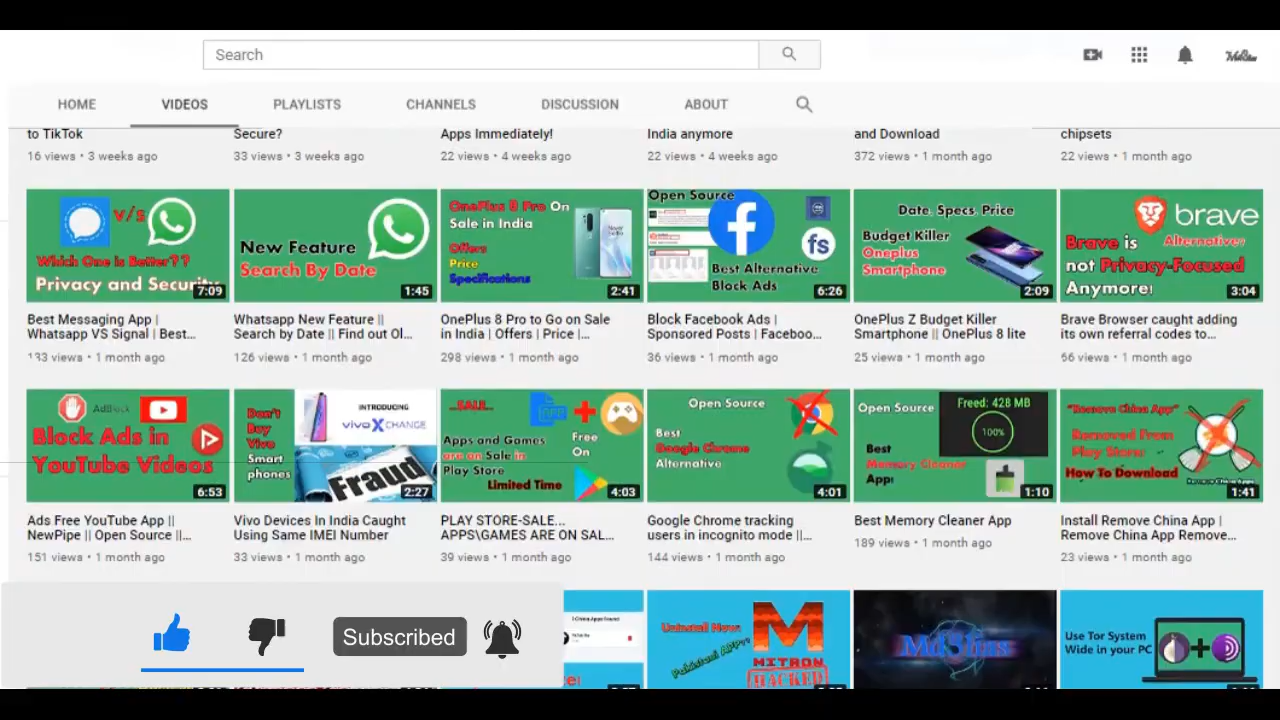 Search
HOME
VIDEOS
PLAYLISTS
CHANNELS
DISCUSSION
ABOUT
to TikTok
Secure?
Apps Immediately!
India anymore
and Download
chipsets
16 views • 3 weeks ago
33 views • 3 weeks ago
22 views • 4 weeks ago
22 views • 4 weeks ago
372 views • 1 month ago
22 views • 1 month ago
V/S
Which One is Better??
Privacy and Security
7:09
New Feature
Search By Date
1:45
OnePlus 8 Pro On
Sale in India
Offers
Price
Specifications
2:41
Open Source
fs
Best Alternative
Block Ads
6:26
Date, Specs, Price
Budget Killer
Oneplus
Smartphone
2:09
brave
Brave is Alternative?
not Privacy-Focused
Anymore!
3:04
Best Messaging App |
Whatsapp VS Signal | Best...
133 views • 1 month ago
Whatsapp New Feature ||
Search by Date || Find out Ol...
126 views • 1 month ago
OnePlus 8 Pro to Go on Sale
in India | Offers | Price |...
298 views • 1 month ago
Block Facebook Ads |
Sponsored Posts | Faceboo...
36 views • 1 month ago
OnePlus Z Budget Killer
Smartphone || OnePlus 8 lite
25 views • 1 month ago
Brave Browser caught adding
its own referral codes to...
66 views • 1 month ago
AdBlock
Block Ads in
YouTube Videos
6:53
Don't
Buy
Vivo
Smart
phones
INTRODUCING
vivo XCHANGE
Fraud
2:27
...SALE...
Apps and Games
are on Sale in
Play Store
Limited Time
Free
On
4:03
Open Source
Best
Google Chrome
Alternative
4:01
Open Source
Freed: 428 MB
100%
Best
Memory Cleaner
App!
1:10
"Remove China App"
Removed From
Play Store!
How To Download
Remove China Apps
1:41
Ads Free YouTube App ||
NewPipe || Open Source ||...
151 views • 1 month ago
Vivo Devices In India Caught
Using Same IMEI Number
33 views • 1 month ago
PLAY STORE-SALE...
APPS\GAMES ARE ON SAL...
39 views • 1 month ago
Google Chrome tracking
users in incognito mode ||...
144 views • 1 month ago
Best Memory Cleaner App
189 views • 1 month ago
Install Remove China App |
Remove China App Remove...
23 views • 1 month ago
Subscribed
Uninstall Now!
Pakistani App??
M
MITRON
HACKED
Use Tor System
Wide in your PC